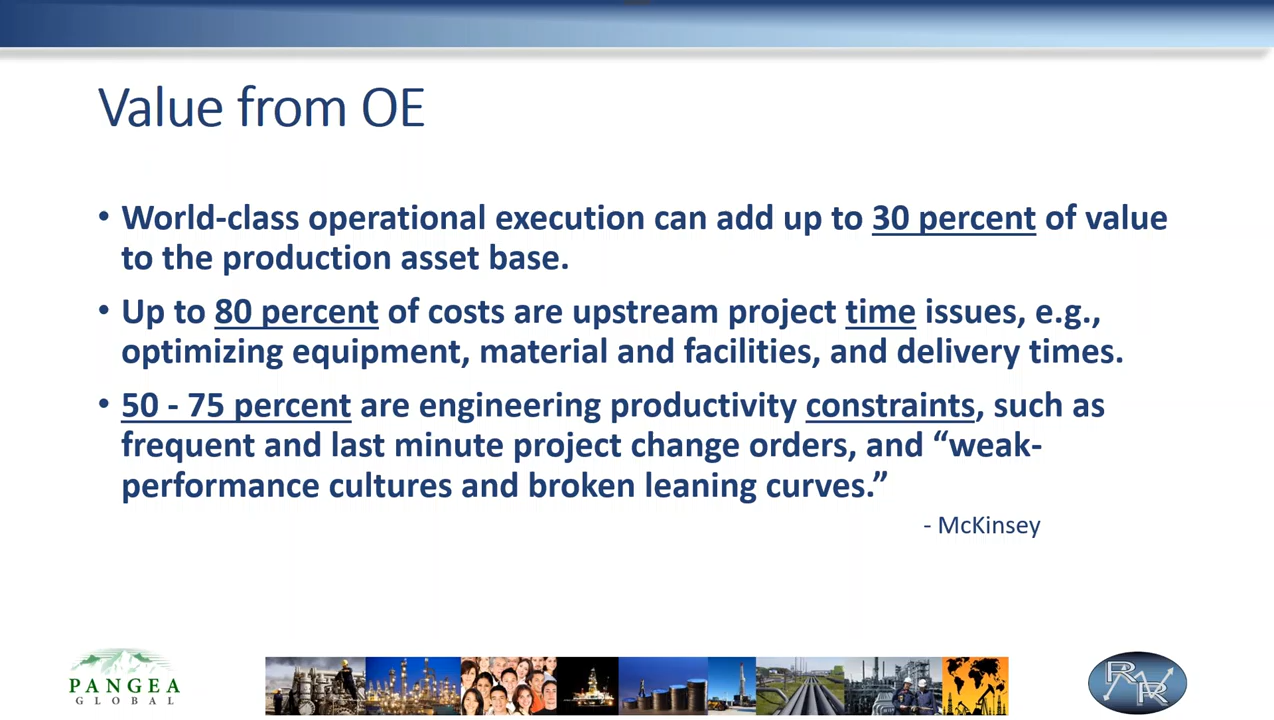 Value from OE
• World-class operational execution can add up to 30 percent of value
to the production asset base.
• Up to 80 percent of costs are upstream project time issues, e.g.,
optimizing equipment, material and facilities, and delivery times.
• 50 - 75 percent are engineering productivity constraints, such as
frequent and last minute project change orders, and “weak-
performance cultures and broken leaning curves.”
- McKinsey
PANGEA
GLOBAL
RR